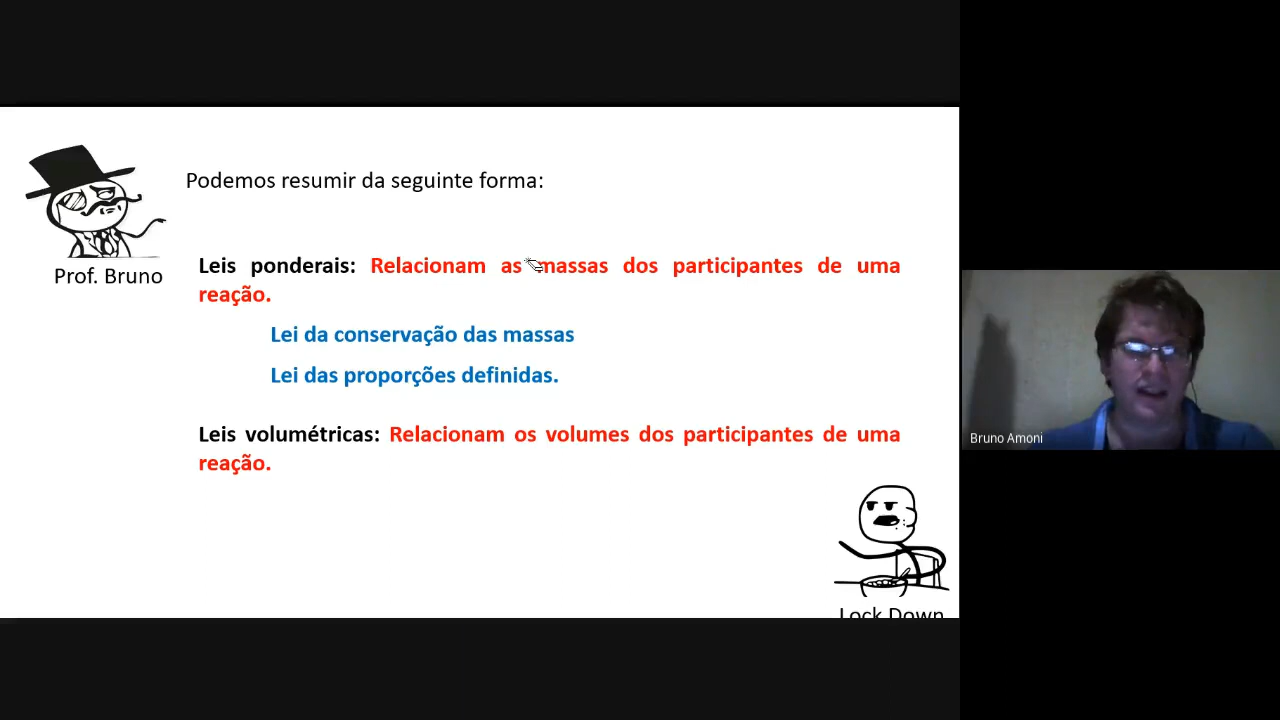 Podemos resumir da seguinte forma:
Prof. Bruno
Leis ponderais: Relacionam as massas dos participantes de uma
reação.
Lei da conservação das massas
Lei das proporções definidas.
Leis volumétricas: Relacionam os volumes dos participantes de uma
reação.
Lock Down
Bruno Amoni